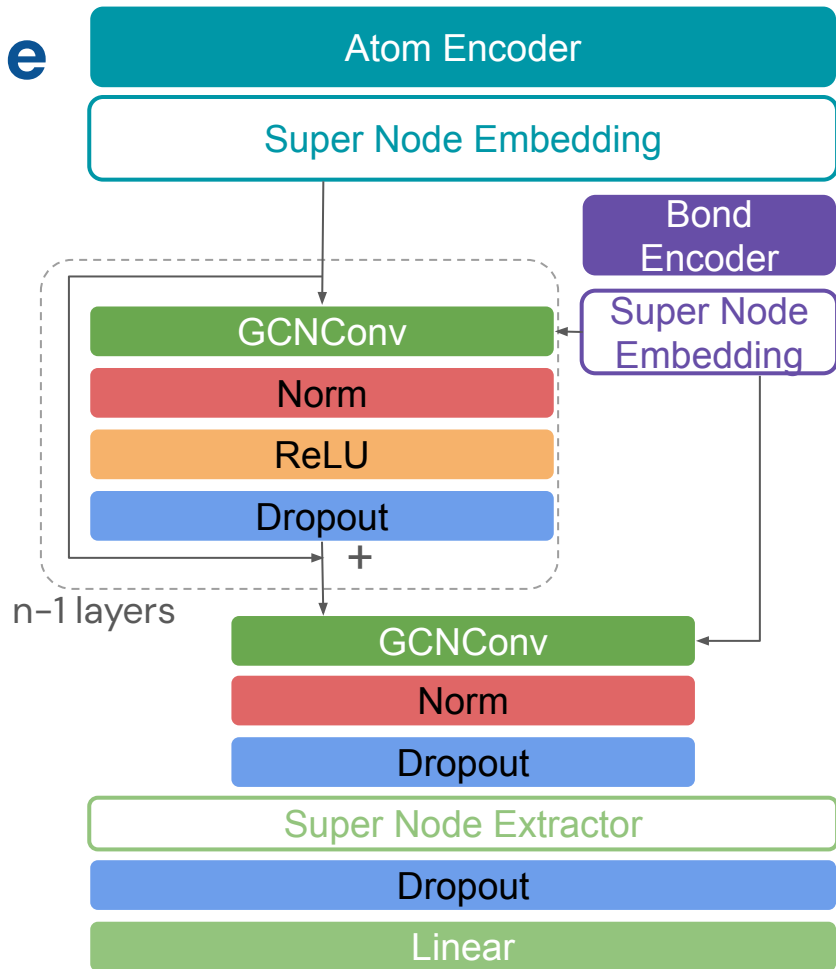 e
Atom Encoder
Super Node Embedding
Bond
Encoder
Super Node
Embedding
GCNConv
Norm
ReLU
Dropout
+
n-1 layers
GCNConv
Norm
Dropout
Super Node Extractor
Dropout
Linear